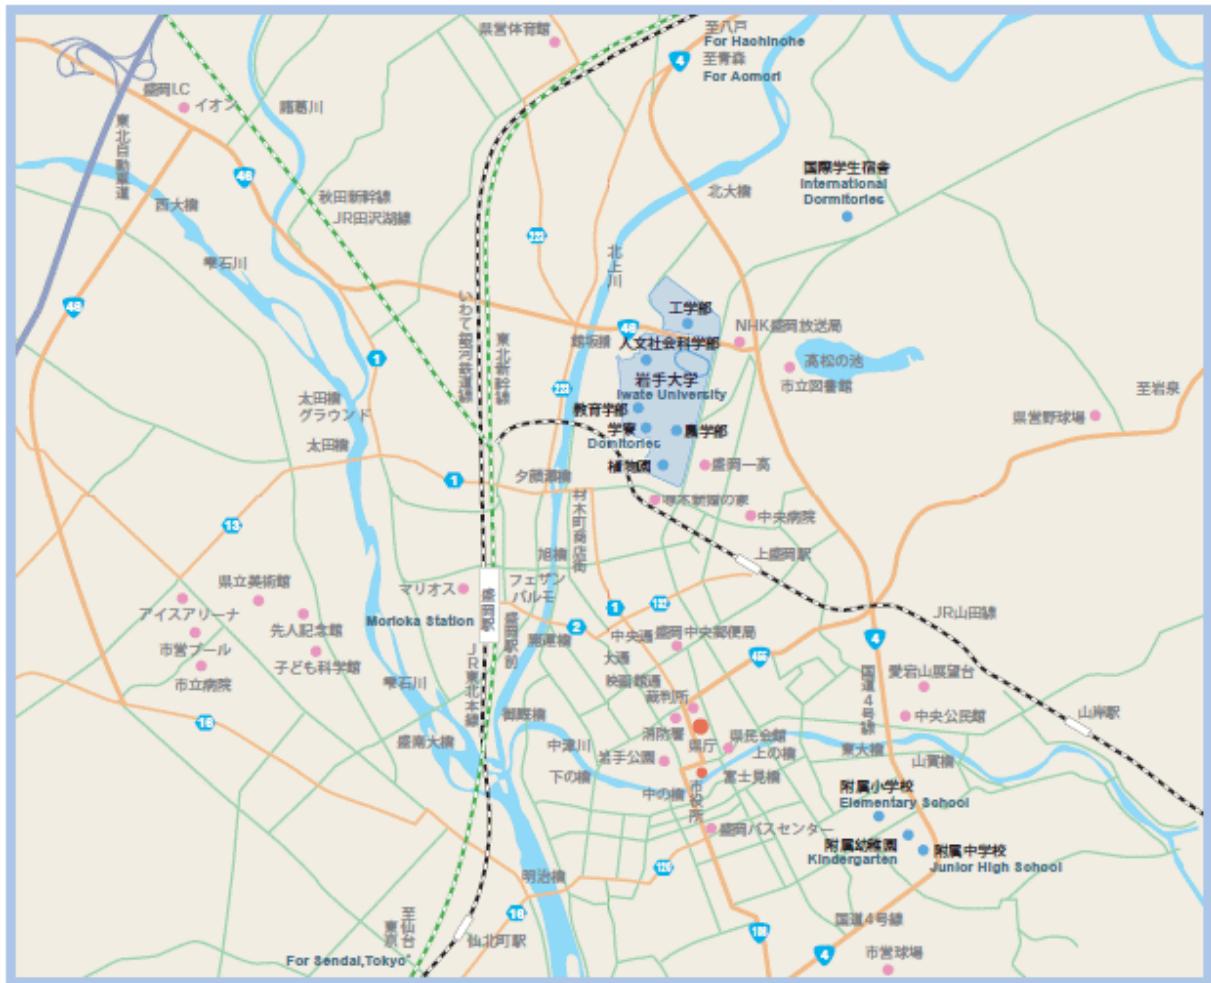 県営体育館
至八戸
For Hachinohe
至青森
For Aomori
4
盛岡I.C
イオン
諸葛川
東北自動車道
46
国際学生宿舎
International
Dormitories
北大橋
秋田新幹線
JR田沢湖線
西大橋
雫石川
223
北上川
46
いわて銀河鉄道線
東北新幹線
工学部
46
NHK盛岡放送局
館坂橋
人文社会科学部
1
高松の池
市立図書館
岩手大学
Iwate University
223
至岩泉
太田橋
グラウンド
教育学部
県営野球場
学寮
Domitories
農学部
太田橋
植物園
盛岡一高
1
夕顔瀬橋
材木町商店街
啄木新婚の家
中央病院
13
旭橋
上盛岡駅
県立美術館
マリオス
フェザン
パルモ
盛岡駅
アイスアリーナ
先人記念館
Morioka Station
盛岡駅前
1
132
JR山田線
2
開運橋
中央通
盛岡中央郵便局
4
市営プール
子ども科学館
大通
455
国道4号線
愛宕山展望台
市立病院
雫石川
JR東北本線
映画館通
裁判所
16
御厩橋
消防署
県庁
県民会館
中央公民館
山岸駅
盛南大橋
中津川
岩手公園
上の橋
東大橋
山賀橋
下の橋
中の橋
市役所
富士見橋
附属小学校
Elementary School
盛岡バスセンター
附属幼稚園
Kindergarten
附属中学校
Junior High School
明治橋
16
国道4号線
至仙台
東京
仙北町駅
4
市営球場
For Sendai,Tokyo